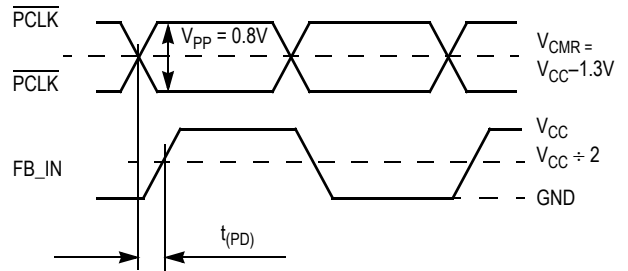 PCLK
V_PP = 0.8V
V_CMR =
V_CC–1.3V
PCLK
V_CC
V_CC ÷ 2
FB_IN
GND
t_(PD)